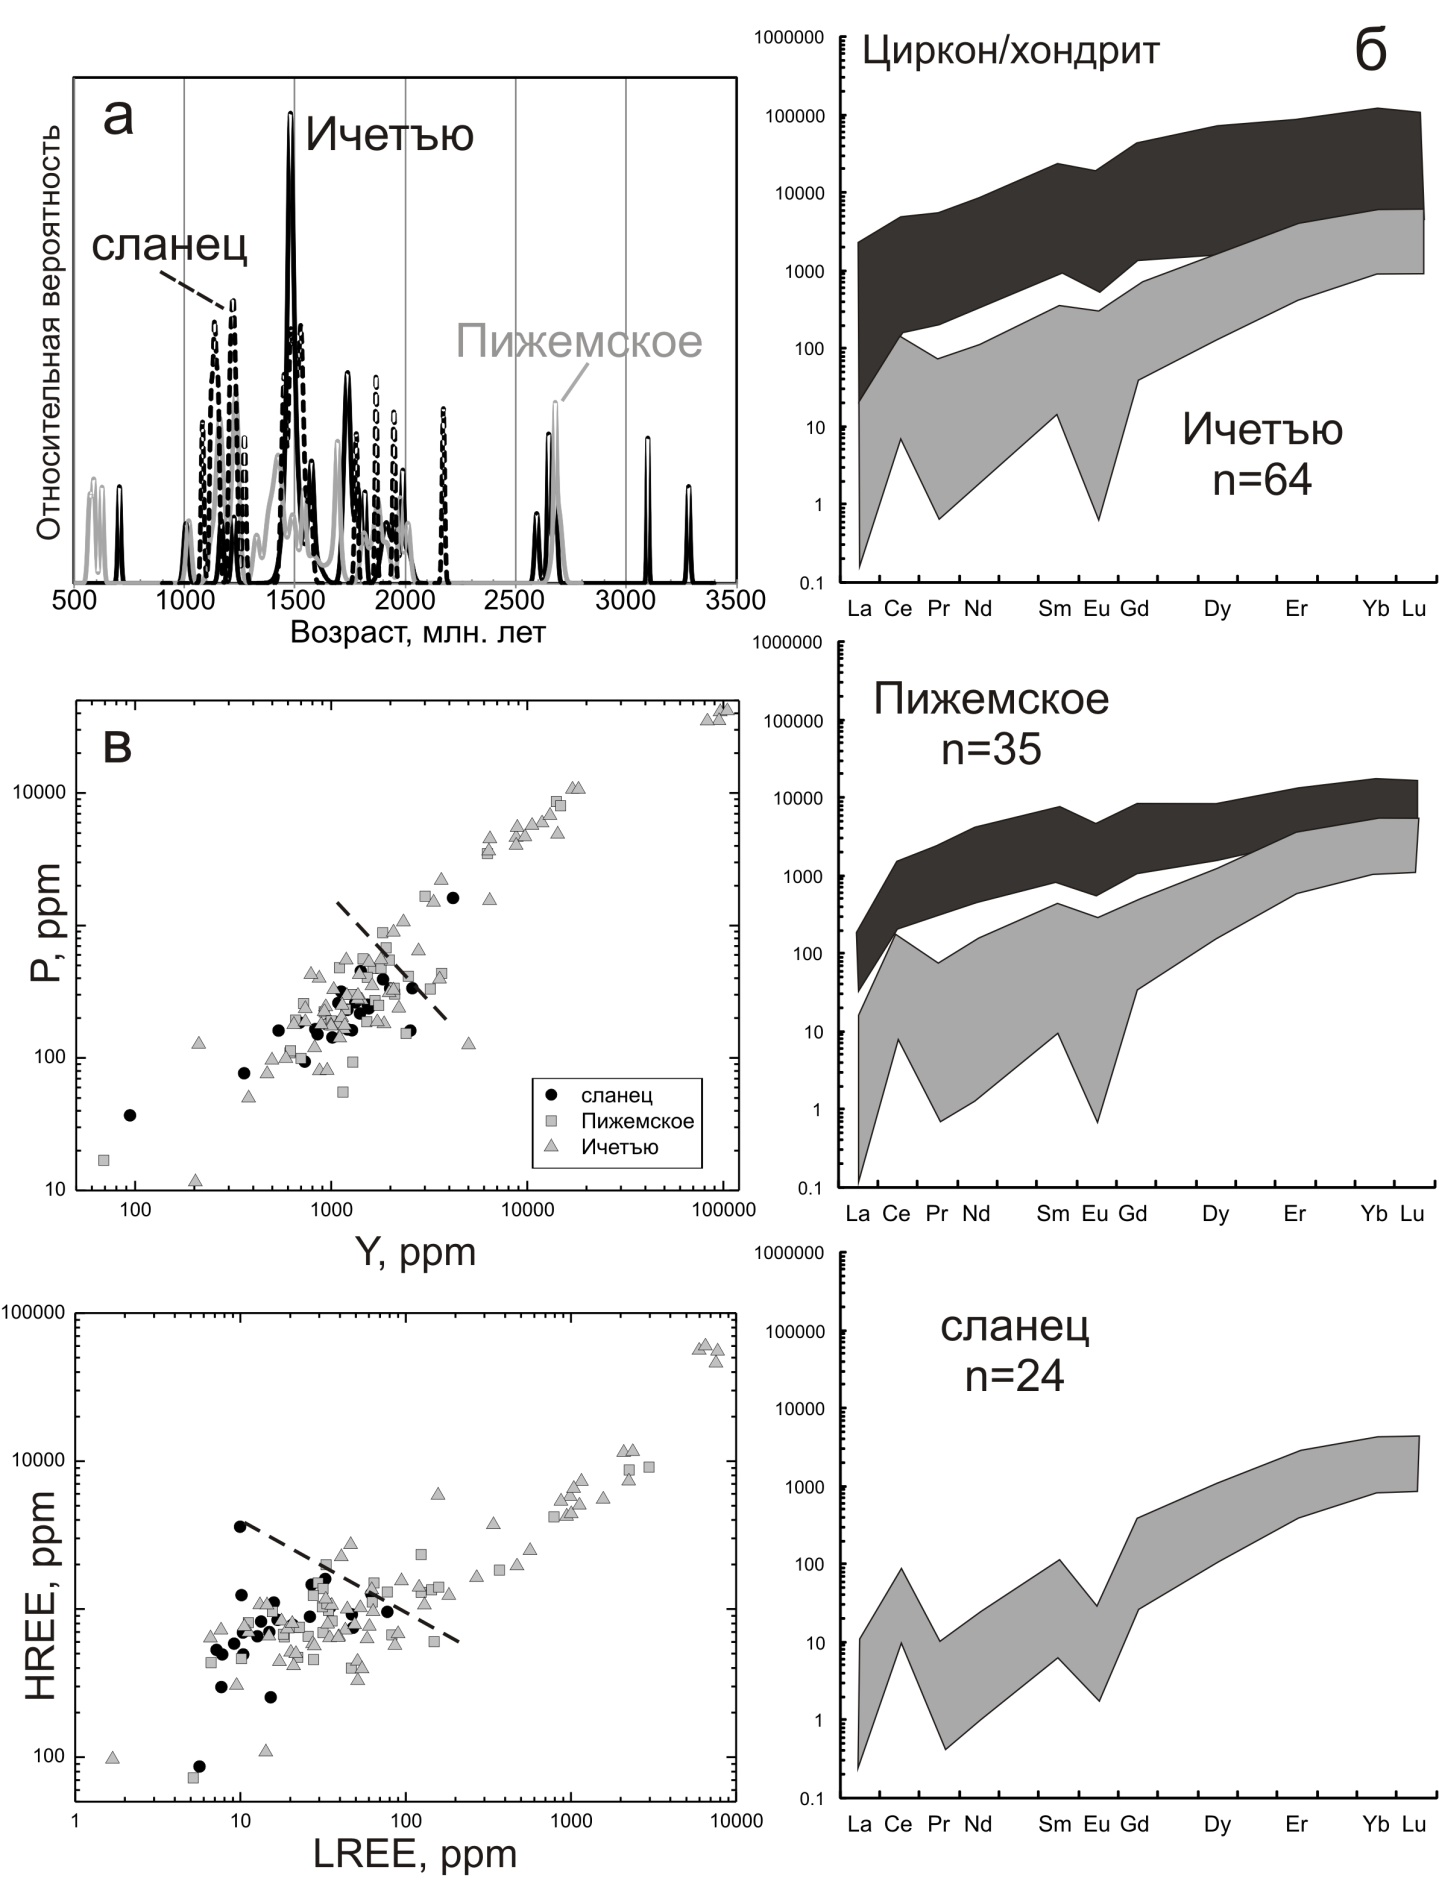 а
Ичетъю
сланец
Пижемское
Относительная вероятность
500 1000 1500 2000 2500 3000 3500
Возраст, млн. лет
б
Циркон/хондрит
1000000
100000
10000
1000
100
10
1
0.1
Ичетъю
n=64
La Ce Pr Nd Sm Eu Gd Dy Er Yb Lu
в
10000
100
10
P, ppm
сланец
Пижемское
Ичетъю
100 1000 10000 100000
Y, ppm
1000000
100000
10000
1000
100
10
1
0.1
Пижемское
n=35
La Ce Pr Nd Sm Eu Gd Dy Er Yb Lu
100000
10000
100
HREE, ppm
1 10 100 1000 10000
LREE, ppm
1000000
100000
10000
1000
100
10
1
0.1
сланец
n=24
La Ce Pr Nd Sm Eu Gd Dy Er Yb Lu